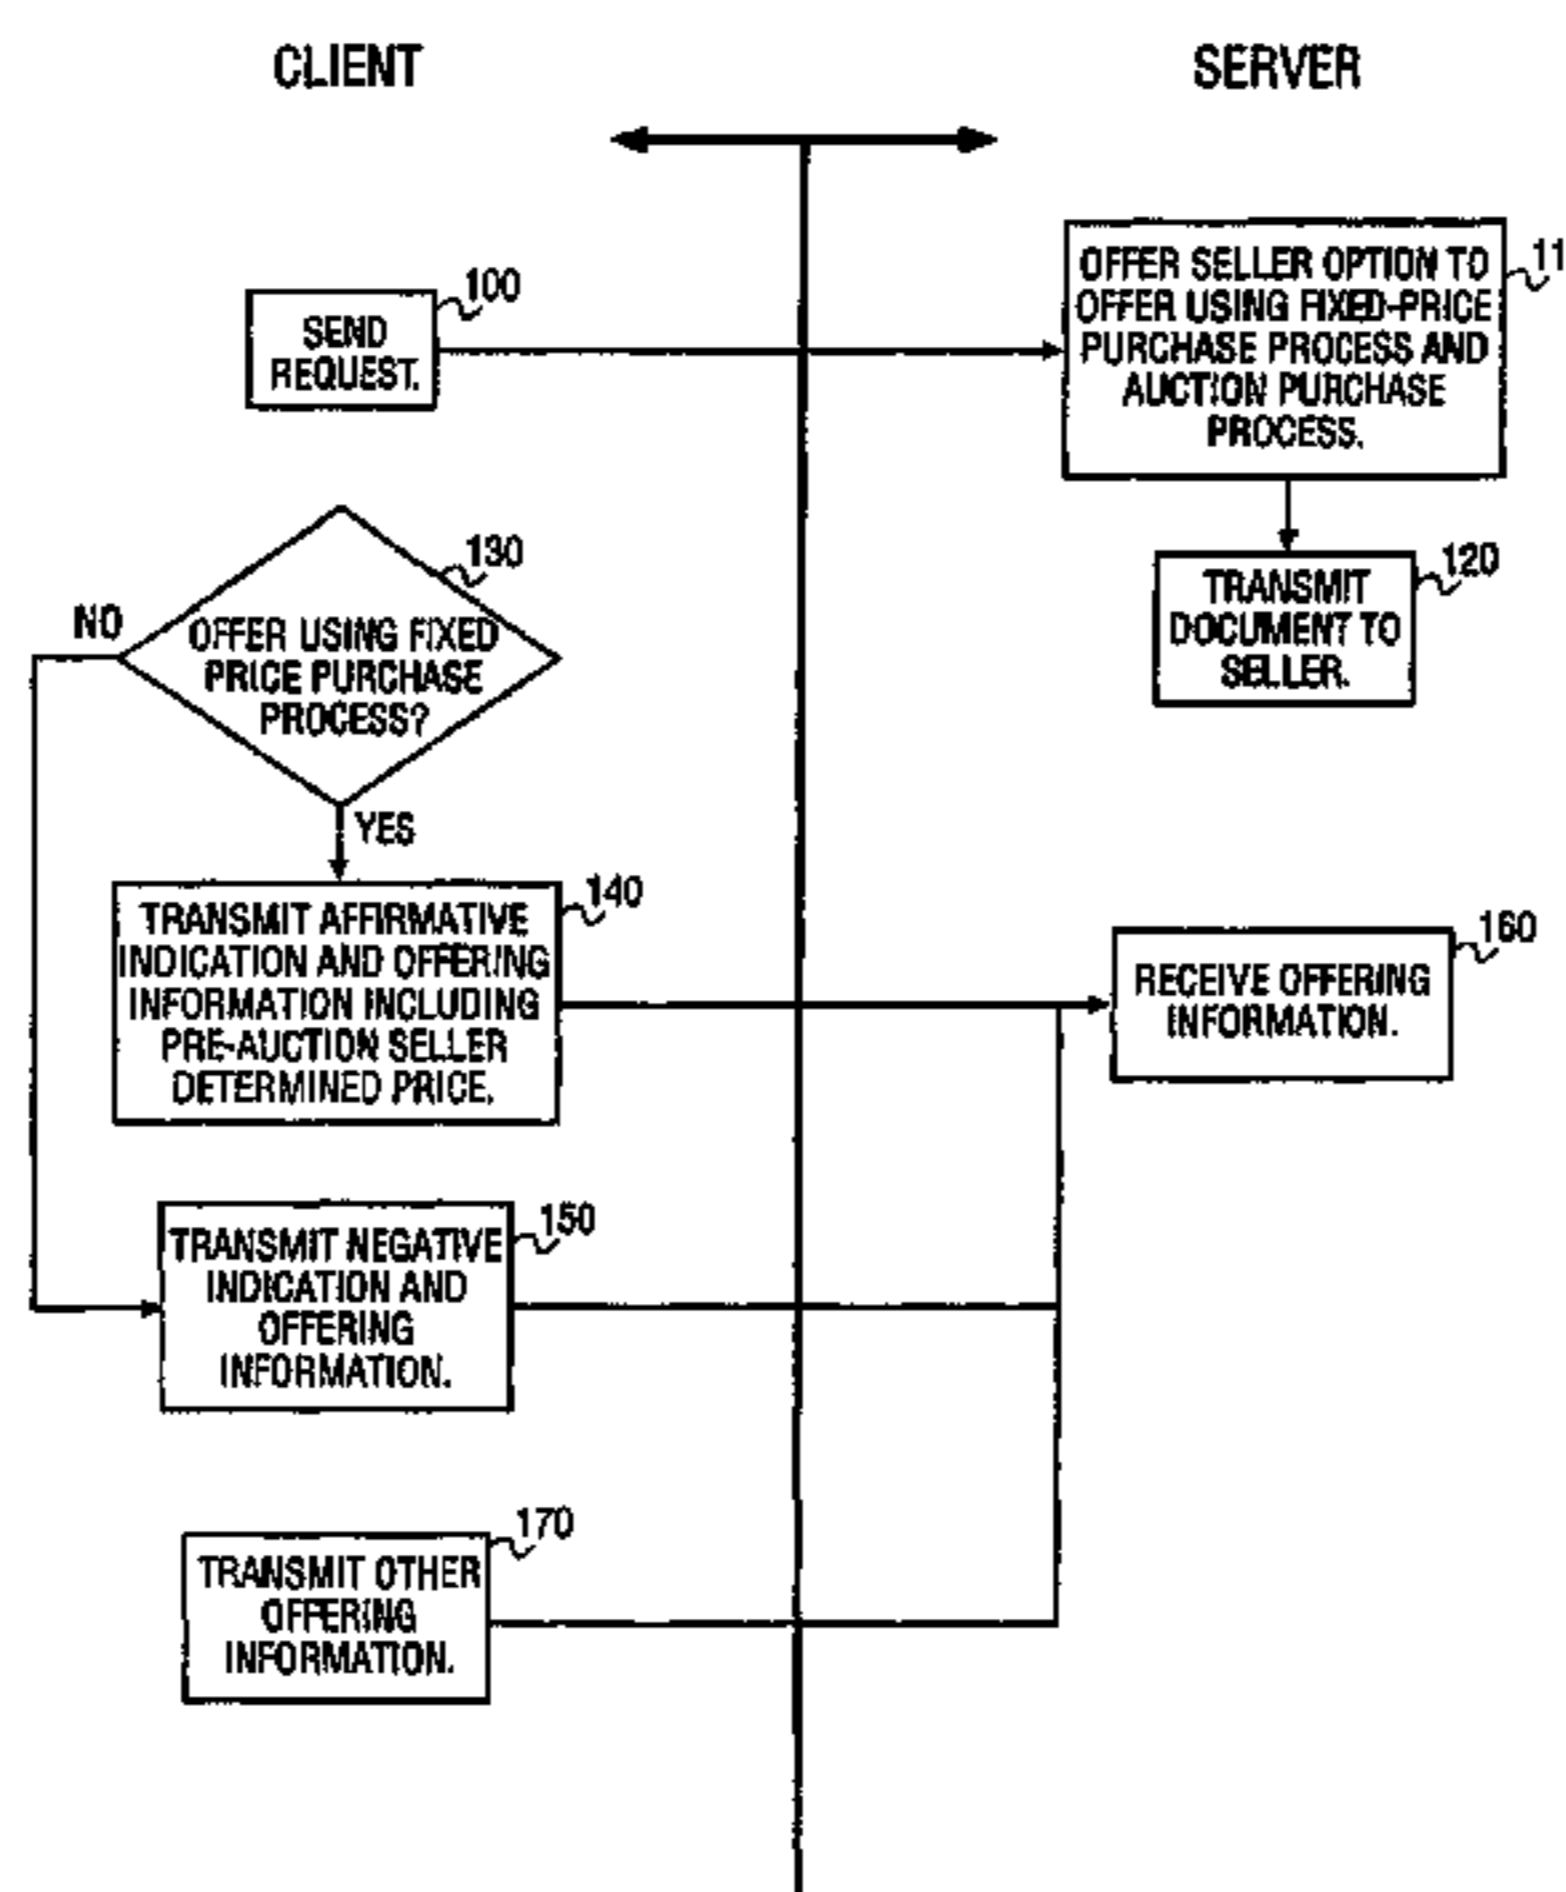 CLIENT
SERVER
100
SEND
REQUEST.
11
OFFER SELLER OPTION TO
OFFER USING FIXED-PRICE
PURCHASE PROCESS AND
AUCTION PURCHASE
PROCESS.
120
TRANSMIT
DOCUMENT TO
SELLER.
130
NO
OFFER USING FIXED
PRICE PURCHASE
PROCESS?
YES
140
TRANSMIT AFFIRMATIVE
INDICATION AND OFFERING
INFORMATION INCLUDING
PRE-AUCTION SELLER
DETERMINED PRICE.
160
RECEIVE OFFERING
INFORMATION.
150
TRANSMIT NEGATIVE
INDICATION AND
OFFERING
INFORMATION.
170
TRANSMIT OTHER
OFFERING
INFORMATION.